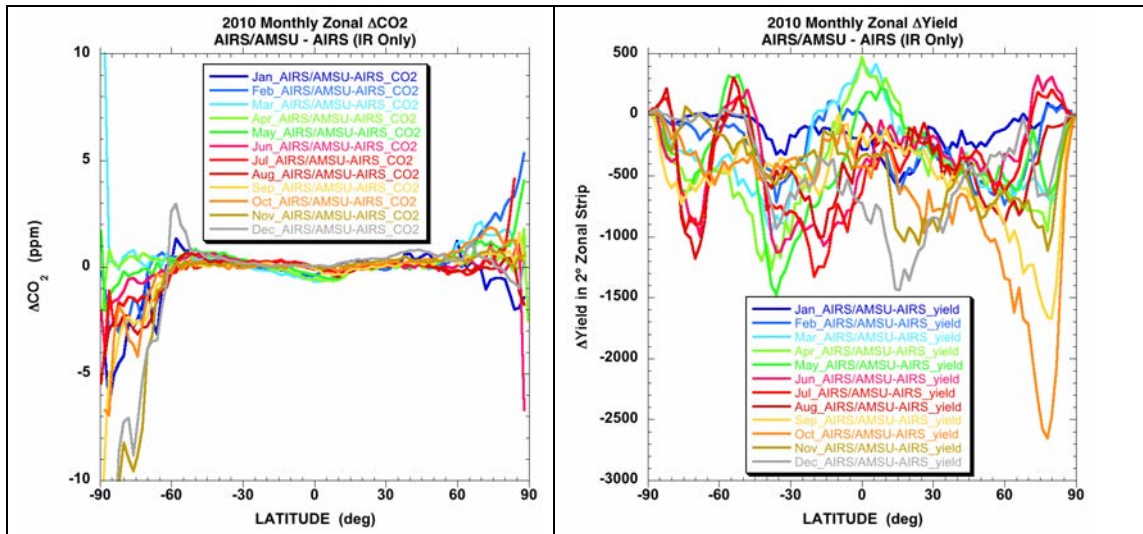 2010 Monthly Zonal ΔCO2
AIRS/AMSU - AIRS (IR Only)
10
5
0
-5
-10
ΔCO2 (ppm)
Jan_AIRS/AMSU-AIRS_CO2
Feb_AIRS/AMSU-AIRS_CO2
Mar_AIRS/AMSU-AIRS_CO2
Apr_AIRS/AMSU-AIRS_CO2
May_AIRS/AMSU-AIRS_CO2
Jun_AIRS/AMSU-AIRS_CO2
Jul_AIRS/AMSU-AIRS_CO2
Aug_AIRS/AMSU-AIRS_CO2
Sep_AIRS/AMSU-AIRS_CO2
Oct_AIRS/AMSU-AIRS_CO2
Nov_AIRS/AMSU-AIRS_CO2
Dec_AIRS/AMSU-AIRS_CO2
-90 -60 -30 0 30 60 90
LATITUDE (deg)
2010 Monthly Zonal ΔYield
AIRS/AMSU - AIRS (IR Only)
500
0
-500
-1000
-1500
-2000
-2500
-3000
ΔYield in 2° Zonal Strip
Jan_AIRS/AMSU-AIRS_yield
Feb_AIRS/AMSU-AIRS_yield
Mar_AIRS/AMSU-AIRS_yield
Apr_AIRS/AMSU-AIRS_yield
May_AIRS/AMSU-AIRS_yield
Jun_AIRS/AMSU-AIRS_yield
Jul_AIRS/AMSU-AIRS_yield
Aug_AIRS/AMSU-AIRS_yield
Sep_AIRS/AMSU-AIRS_yield
Oct_AIRS/AMSU-AIRS_yield
Nov_AIRS/AMSU-AIRS_yield
Dec_AIRS/AMSU-AIRS_yield
-90 -60 -30 0 30 60 90
LATITUDE (deg)